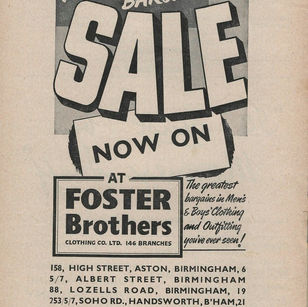 SALE
NOW ON
AT
FOSTER
Brothers
CLOTHING CO. LTD. 146 BRANCHES
The greatest
bargains in Men's
& Boys' Clothing
and Outfitting
you've ever seen!
158, HIGH STREET, ASTON, BIRMINGHAM, 6
5/7, ALBERT STREET, BIRMINGHAM
88, LOZELLS ROAD, BIRMINGHAM, 19
253/5/7, SOHO RD., HANDSWORTH, B'HAM, 21